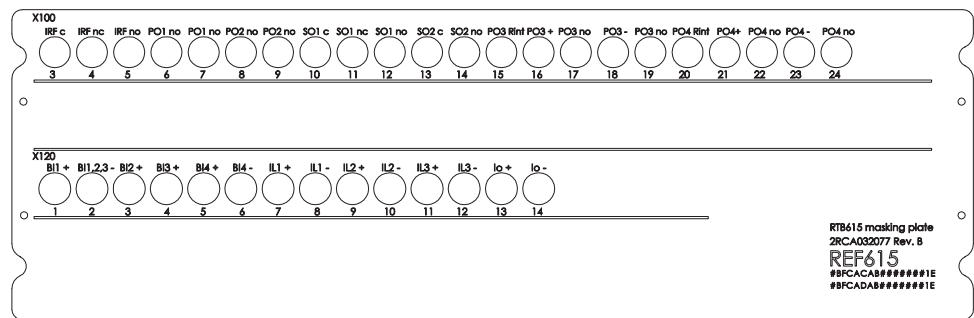 X100
IRF c IRF nc IRF no PO1 no PO1 no PO2 no PO2 no SO1 c SO1 nc SO1 no SO2 c SO2 no PO3 Rint PO3 + PO3 no PO3 - PO3 no PO4 Rint PO4+ PO4 no PO4 - PO4 no
3 4 5 6 7 8 9 10 11 12 13 14 15 16 17 18 19 20 21 22 23 24
X120
BI1 + BI1,2,3 - BI2 + BI3 + BI4 + BI4 - IL1 + IL1 - IL2 + IL2 - IL3 + IL3 - Io + Io -
1 2 3 4 5 6 7 8 9 10 11 12 13 14
RTB615 masking plate
2RCA032077 Rev. B
REF615
#BFCACAB#######1E
#BFCADAB#######1E